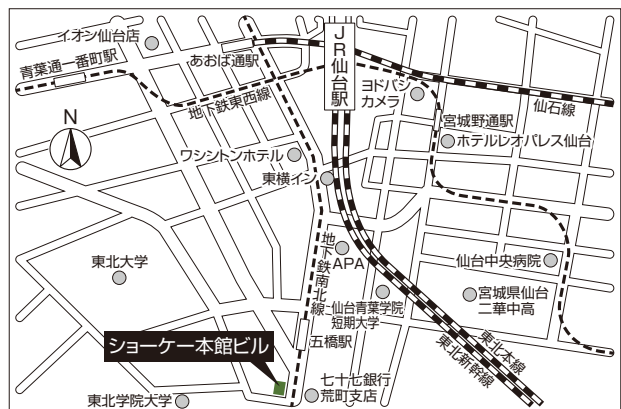 イオン仙台店
青葉通一番町駅
あおば通駅
JR仙台駅
地下鉄東西線
ヨドバシ
カメラ
仙石線
宮城野通駅
ホテルレオパレス仙台
N
ワシントンホテル
東横イン
地下鉄南北線
東北大学
APA
仙台中央病院
仙台青葉学院
短期大学
宮城県仙台
二華中高
五橋駅
ショーケー本館ビル
東北本線
東北新幹線
東北学院大学
七十七銀行
荒町支店